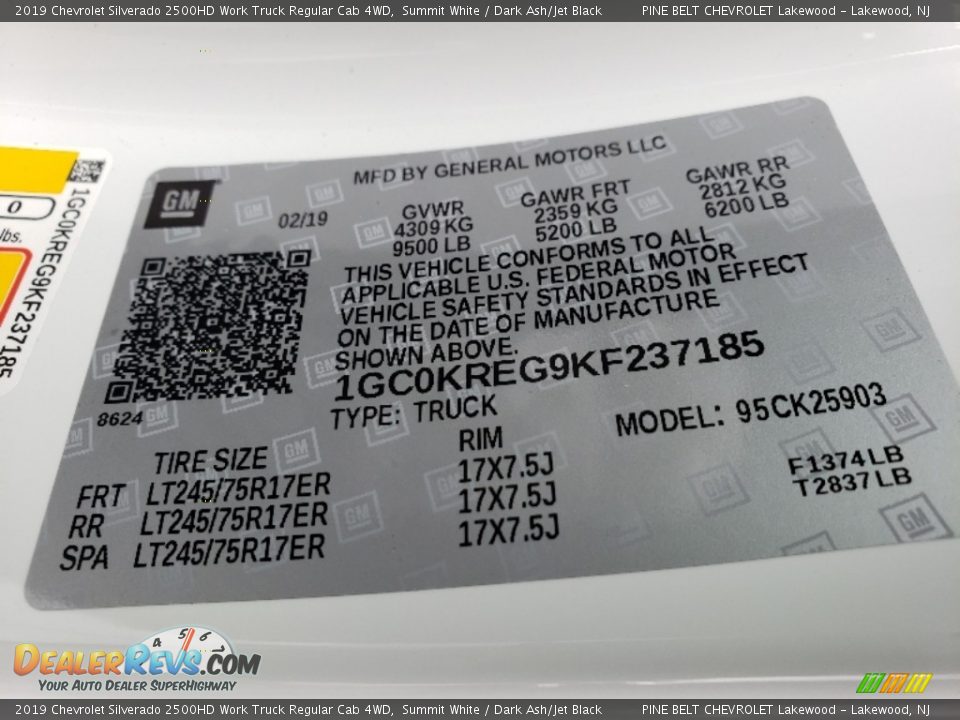 2019 Chevrolet Silverado 2500HD Work Truck Regular Cab 4WD, Summit White / Dark Ash/Jet Black PINE BELT CHEVROLET Lakewood – Lakewood, NJ
MFD BY GENERAL MOTORS LLC
GM
02/19
GVWR GAWR FRT GAWR RR
4309 KG 2359 KG 2812 KG
9500 LB 5200 LB 6200 LB
THIS VEHICLE CONFORMS TO ALL
APPLICABLE U.S. FEDERAL MOTOR
VEHICLE SAFETY STANDARDS IN EFFECT
ON THE DATE OF MANUFACTURE
SHOWN ABOVE.
1GC0KREG9KF237185
8624
TYPE: TRUCK MODEL: 95CK25903
TIRE SIZE RIM
FRT LT245/75R17ER 17X7.5J F1374LB
RR LT245/75R17ER 17X7.5J T2837LB
SPA LT245/75R17ER 17X7.5J
0
lbs.
1GC0KREG9KF237185
4 5 6
DEALERREVS.COM
YOUR AUTO DEALER SUPERHIGHWAY
2019 Chevrolet Silverado 2500HD Work Truck Regular Cab 4WD, Summit White / Dark Ash/Jet Black PINE BELT CHEVROLET Lakewood – Lakewood, NJ